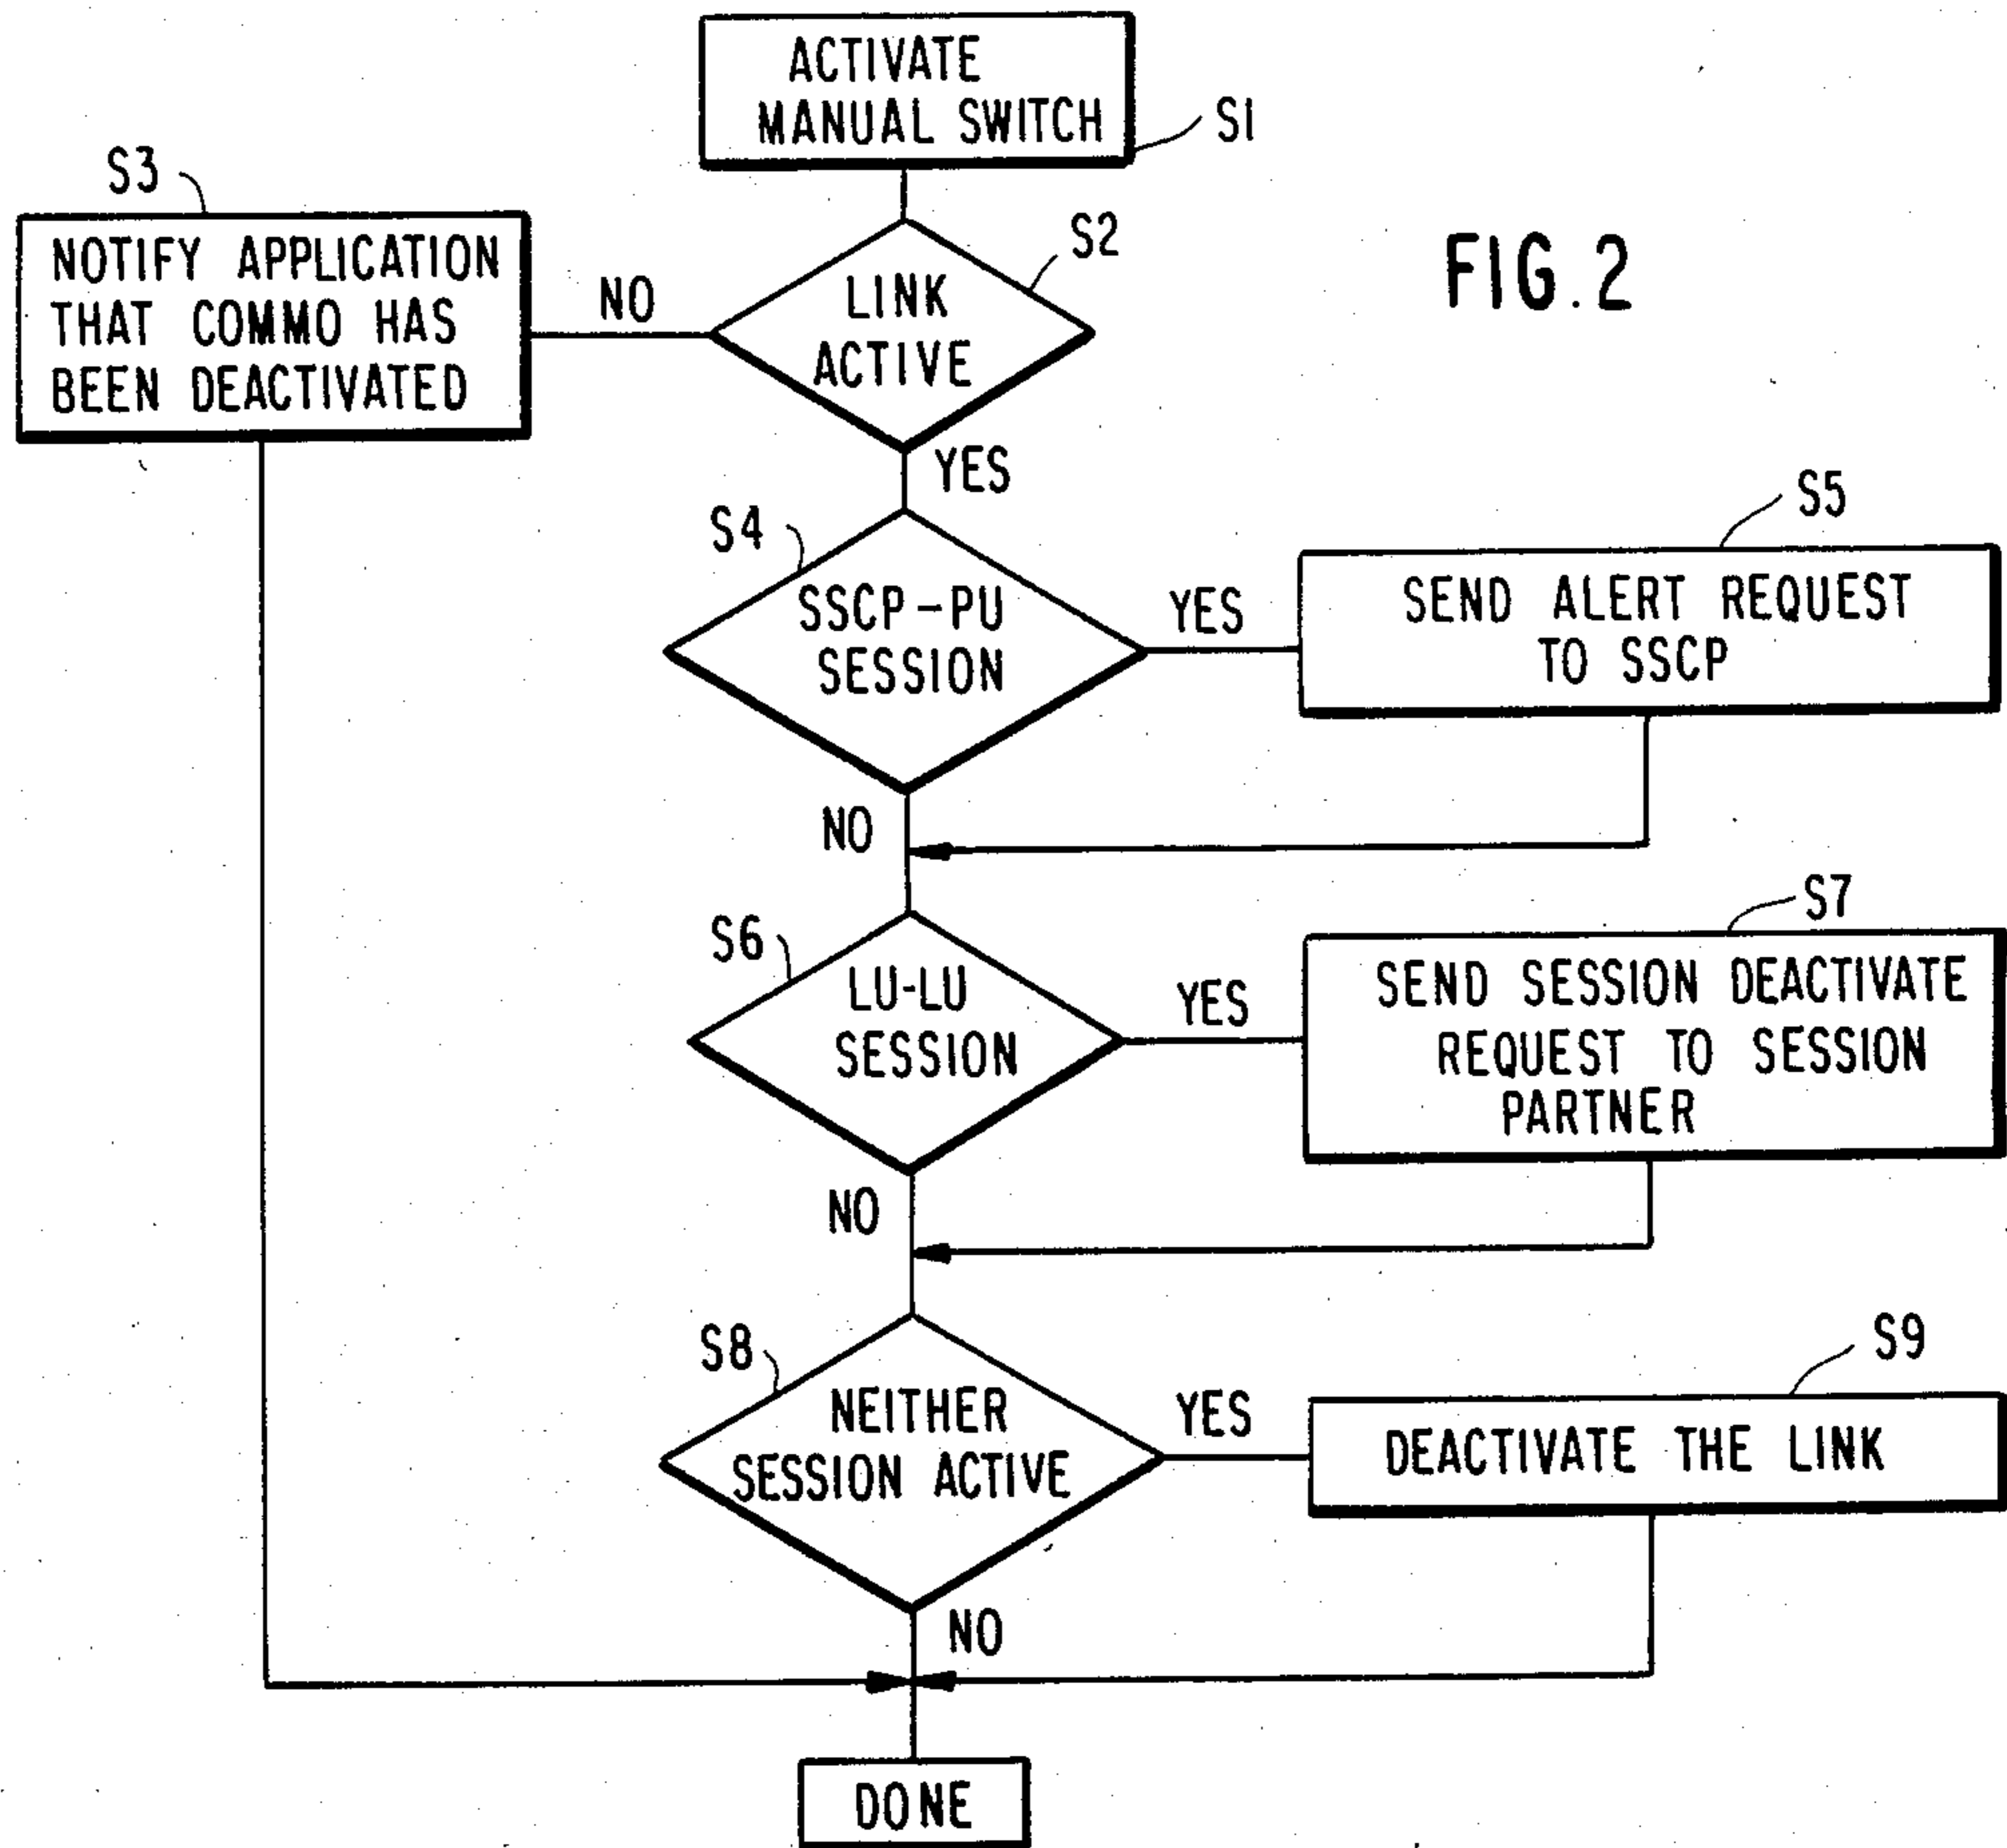 ACTIVATE
MANUAL SWITCH
S1
S3
NOTIFY APPLICATION
THAT COMMO HAS
BEEN DEACTIVATED
NO
S2
LINK
ACTIVE
FIG. 2
YES
S4
SSCP-PU
SESSION
YES
S5
SEND ALERT REQUEST
TO SSCP
NO
S6
LU-LU
SESSION
YES
S7
SEND SESSION DEACTIVATE
REQUEST TO SESSION
PARTNER
NO
S8
NEITHER
SESSION ACTIVE
YES
S9
DEACTIVATE THE LINK
NO
DONE